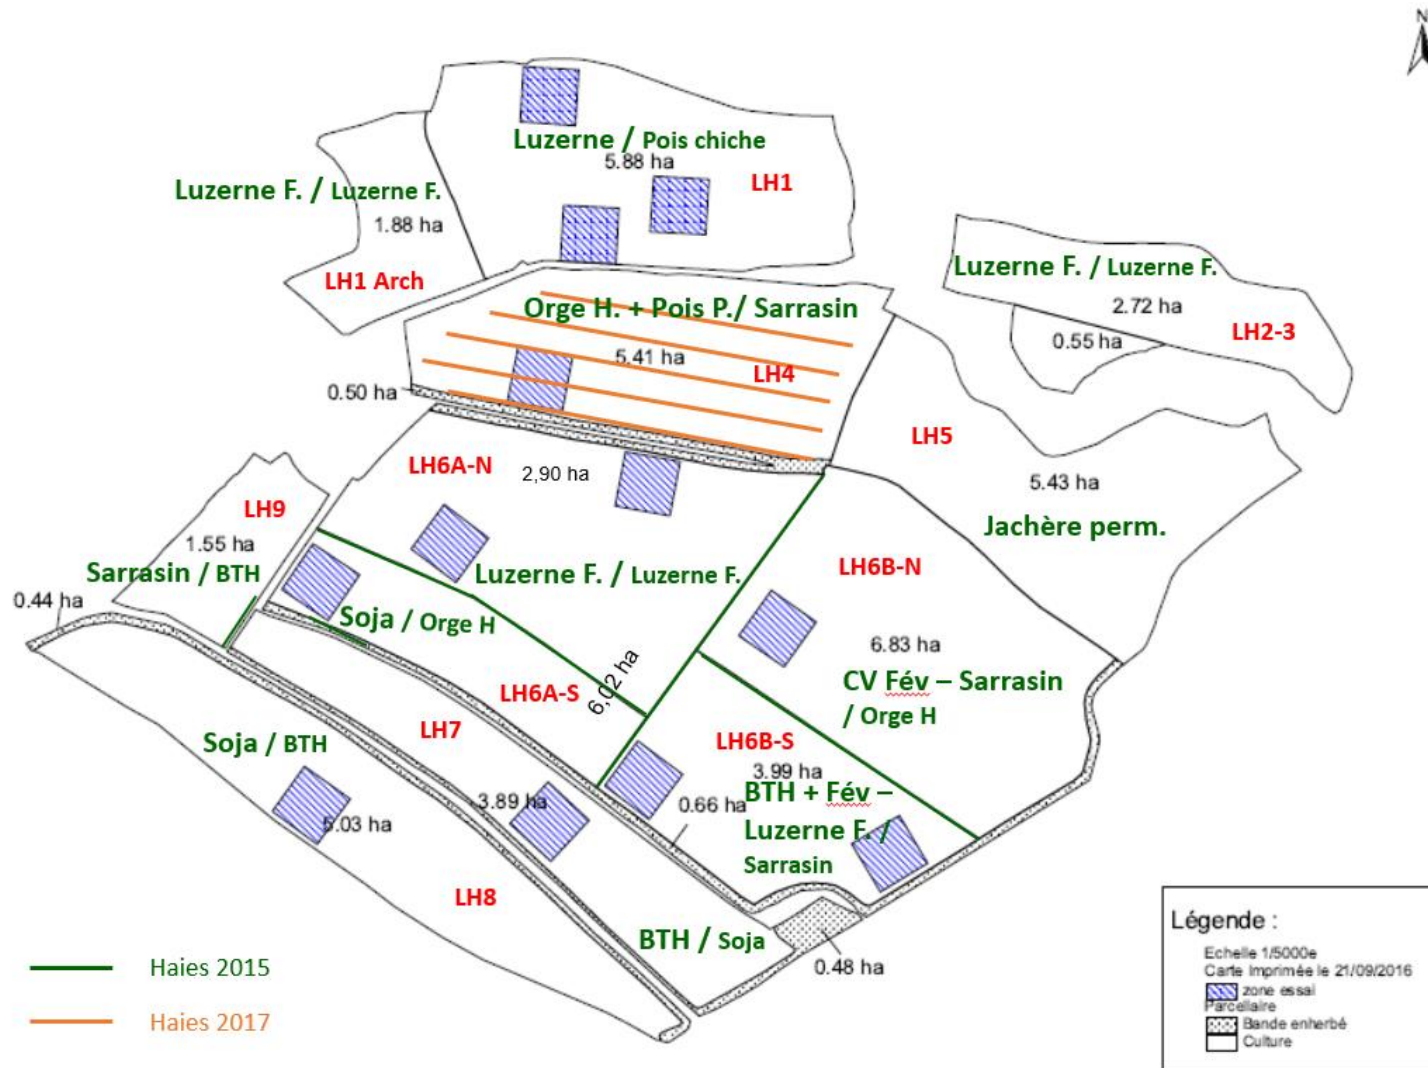 N
Luzerne / Pois chiche
5.88 ha
LH1
Luzerne F. / Luzerne F.
1.88 ha
LH1 Arch
Luzerne F. / Luzerne F.
2.72 ha
LH2-3
0.55 ha
Orge H. + Pois P./ Sarrasin
5.41 ha
LH4
0.50 ha
LH5
5.43 ha
Jachère perm.
LH6A-N
2,90 ha
Luzerne F. / Luzerne F.
LH9
1.55 ha
Sarrasin / BTH
0.44 ha
Soja / Orge H
LH6A-S
6,02 ha
LH6B-N
6.83 ha
CV Fév – Sarrasin
/ Orge H
LH6B-S
3.99 ha
BTH + Fév –
Luzerne F. /
Sarrasin
0.66 ha
LH7
3.89 ha
BTH / Soja
Soja / BTH
5.03 ha
LH8
0.48 ha
Haies 2015
Haies 2017
Légende :
Echelle 1/5000e
Carte Imprimée le 21/09/2016
zone essai
Parcellaire
Bande enherbé
Culture